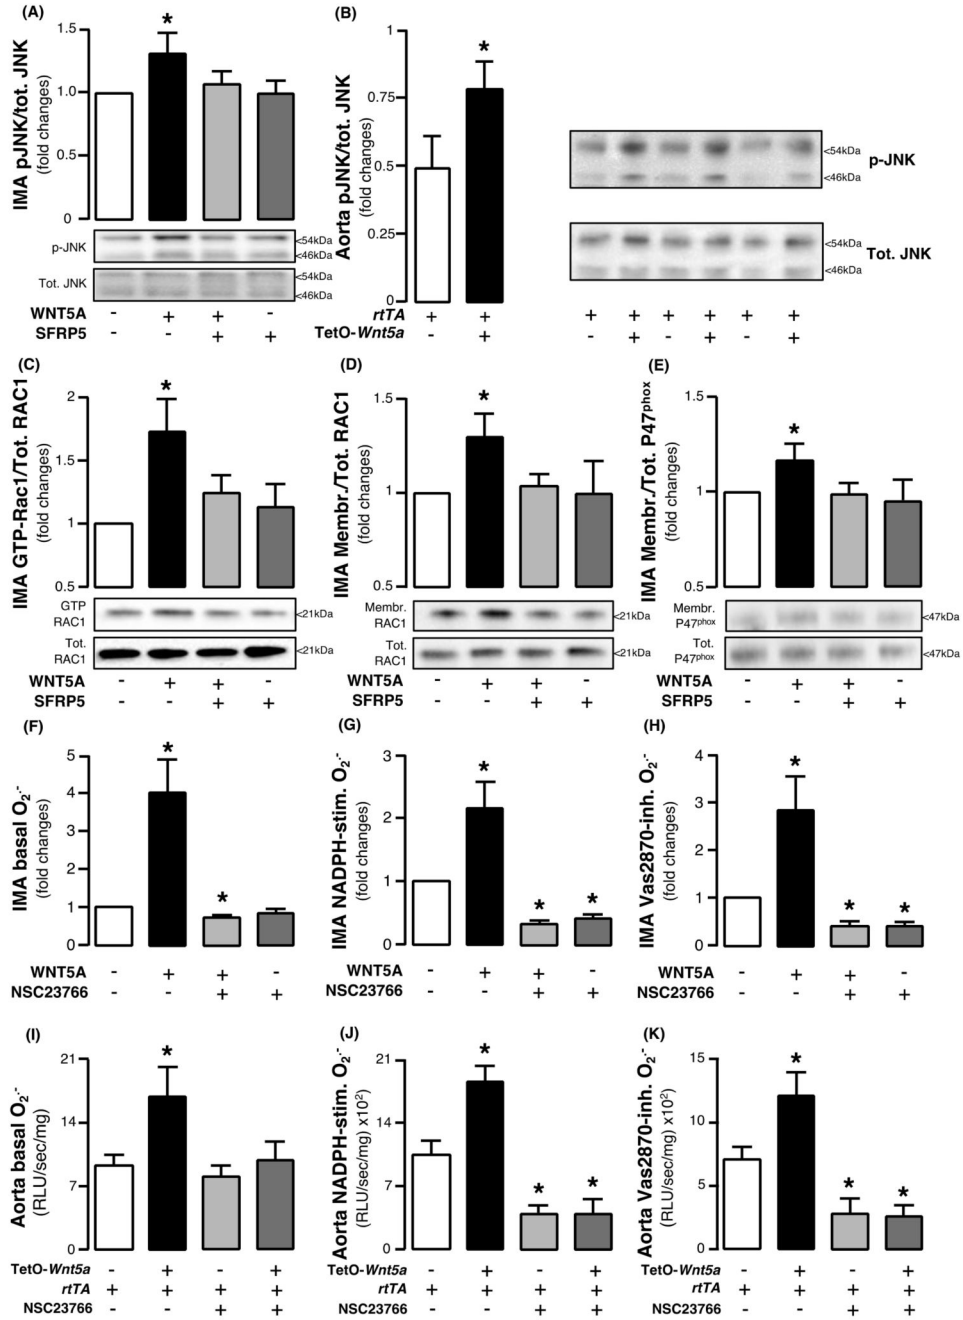 (A)
IMA pJNK/tot. JNK
(fold changes)
1.5
1.0
0.5
0
*
p-JNK
<54kDa
<46kDa
Tot. JNK
<54kDa
<46kDa
WNT5A - + + -
SFRP5 - - + +
(B)
Aorta pJNK/tot. JNK
(fold changes)
1
0.75
0.5
0.25
0
*
rtTA + +
TetO-Wnt5a - +
<54kDa
<46kDa
p-JNK
<54kDa
<46kDa
Tot. JNK
+ + + + + +
- + - + - +
(C)
IMA GTP-Rac1/Tot. RAC1
(fold changes)
2
1.5
1
0.5
*
GTP
RAC1
<21kDa
Tot.
RAC1
<21kDa
WNT5A - + + -
SFRP5 - - + +
(D)
IMA Membr./Tot. RAC1
(fold changes)
1.5
1
0.5
*
Membr.
RAC1
<21kDa
Tot.
RAC1
<21kDa
WNT5A - + + -
SFRP5 - - + +
(E)
IMA Membr./Tot. P47phox
(fold changes)
1.5
1
0.5
*
Membr.
P47phox
<47kDa
Tot.
P47phox
<47kDa
WNT5A - + + -
SFRP5 - - + +
(F)
IMA basal O2.-
(fold changes)
5
4
3
2
1
0
* *
WNT5A - + + -
NSC23766 - - + +
(G)
IMA NADPH-stim. O2.-
(fold changes)
3
2
1
0
* * *
WNT5A - + + -
NSC23766 - - + +
(H)
IMA Vas2870-inh. O2.-
(fold changes)
4
3
2
1
0
* * *
WNT5A - + + -
NSC23766 - - + +
(I)
Aorta basal O2.-
(RLU/sec/mg)
21
14
7
0
*
TetO-Wnt5a - + - +
rtTA + + + +
NSC23766 - - + +
(J)
Aorta NADPH-stim. O2.-
(RLU/sec/mg) x10²
21
14
7
0
* * *
TetO-Wnt5a - + - +
rtTA + + + +
NSC23766 - - + +
(K)
Aorta Vas2870-inh. O2.-
(RLU/sec/mg) x10²
15
10
5
0
* * *
TetO-Wnt5a - + - +
rtTA + + + +
NSC23766 - - + +